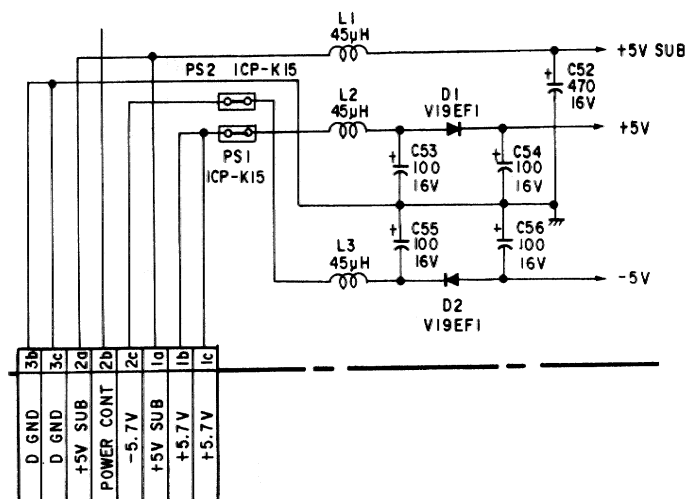 L1
45µH
+5V SUB
PS2 ICP-K15
+ C52
470
16V
L2
45µH
D1
V19EF1
+5V
PS1
ICP-K15
+ C53
100
16V
+ C54
100
16V
+ C55
100
16V
+ C56
100
16V
L3
45µH
-5V
D2
V19EF1
3b
3c
2a
2b
2c
1a
1b
1c
D GND
D GND
+5V SUB
POWER CONT
-5.7V
+5V SUB
+5.7V
+5.7V